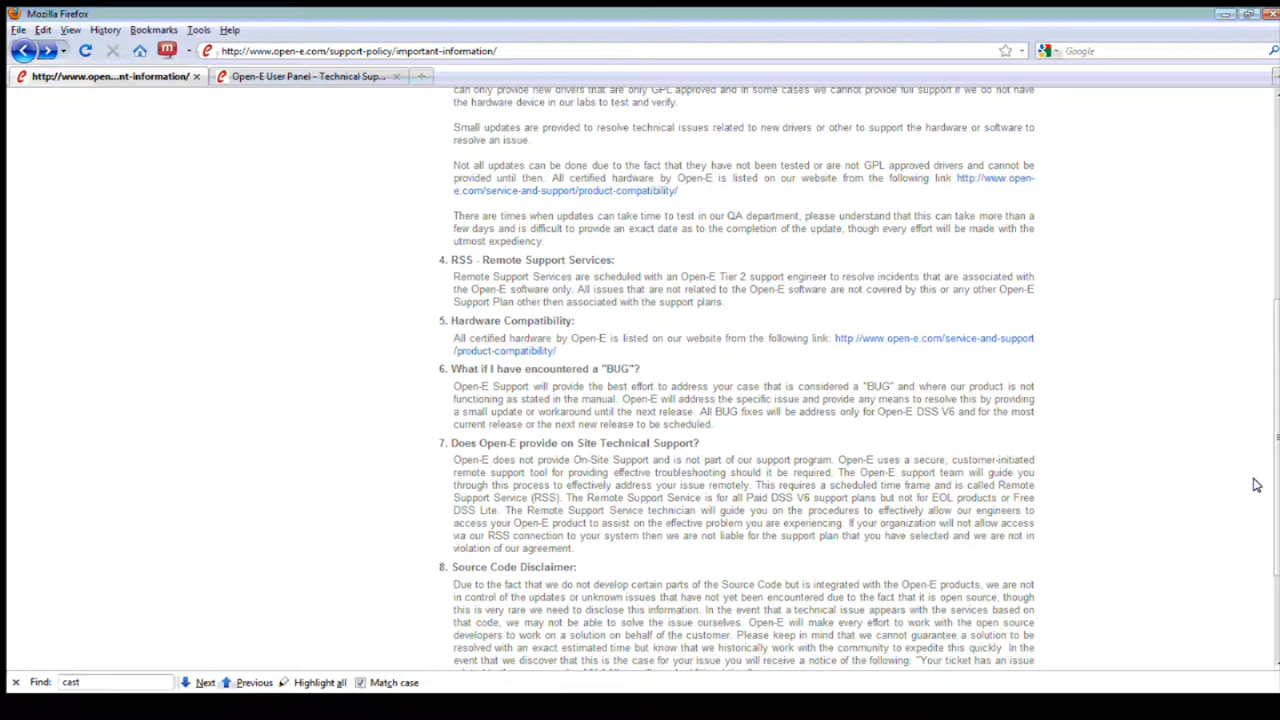 Mozilla Firefox
File Edit View History Bookmarks Tools Help
http://www.open-e.com/support-policy/important-information/
Google
http://www.open...nt-information/
Open-E User Panel - Technical Sup...
can only provide new drivers that are only GPL approved and in some cases we cannot provide full support if we do not have
the hardware device in our labs to test and verify.
Small updates are provided to resolve technical issues related to new drivers or other to support the hardware or software to
resolve an issue.
Not all updates can be done due to the fact that they have not been tested or are not GPL approved drivers and cannot be
provided until then. All certified hardware by Open-E is listed on our website from the following link http://www.open-
e.com/service-and-support/product-compatibility/
There are times when updates can take time to test in our QA department, please understand that this can take more than a
few days and is difficult to provide an exact date as to the completion of the update, though every effort will be made with the
utmost expediency.
4. RSS - Remote Support Services:
Remote Support Services are scheduled with an Open-E Tier 2 support engineer to resolve incidents that are associated with
the Open-E software only. All issues that are not related to the Open-E software are not covered by this or any other Open-E
Support Plan other then associated with the support plans.
5. Hardware Compatibility:
All certified hardware by Open-E is listed on our website from the following link: http://www.open-e.com/service-and-support
/product-compatibility/
6. What if I have encountered a "BUG"?
Open-E Support will provide the best effort to address your case that is considered a "BUG" and where our product is not
functioning as stated in the manual. Open-E will address the specific issue and provide any means to resolve this by providing
a small update or workaround until the next release. All BUG fixes will be address only for Open-E DSS V6 and for the most
current release or the next new release to be scheduled.
7. Does Open-E provide on Site Technical Support?
Open-E does not provide On-Site Support and is not part of our support program. Open-E uses a secure, customer-initiated
remote support tool for providing effective troubleshooting should it be required. The Open-E support team will guide you
through this process to effectively address your issue remotely. This requires a scheduled time frame and is called Remote
Support Service (RSS). The Remote Support Service is for all Paid DSS V6 support plans but not for EOL products or Free
DSS Lite. The Remote Support Service technician will guide you on the procedures to effectively allow our engineers to
access your Open-E product to assist on the effective problem you are experiencing. If your organization will not allow access
via our RSS connection to your system then we are not liable for the support plan that you have selected and we are not in
violation of our agreement.
8. Source Code Disclaimer:
Due to the fact that we do not develop certain parts of the Source Code but is integrated with the Open-E products, we are not
in control of the updates or unknown issues that have not yet been encountered due to the fact that it is open source, though
this is very rare we need to disclose this information. In the event that a technical issue appears with the services based on
that code, we may not be able to solve the issue ourselves. Open-E will make every effort to work with the open source
developers to work on a solution on behalf of the customer. Please keep in mind that we cannot guarantee a solution to be
resolved with an exact estimated time but know that we historically work with the community to expedite this quickly. In the
event that we discover that this is the case for your issue you will receive a notice of the following: "Your ticket has an issue
Find: cast Next Previous Highlight all Match case